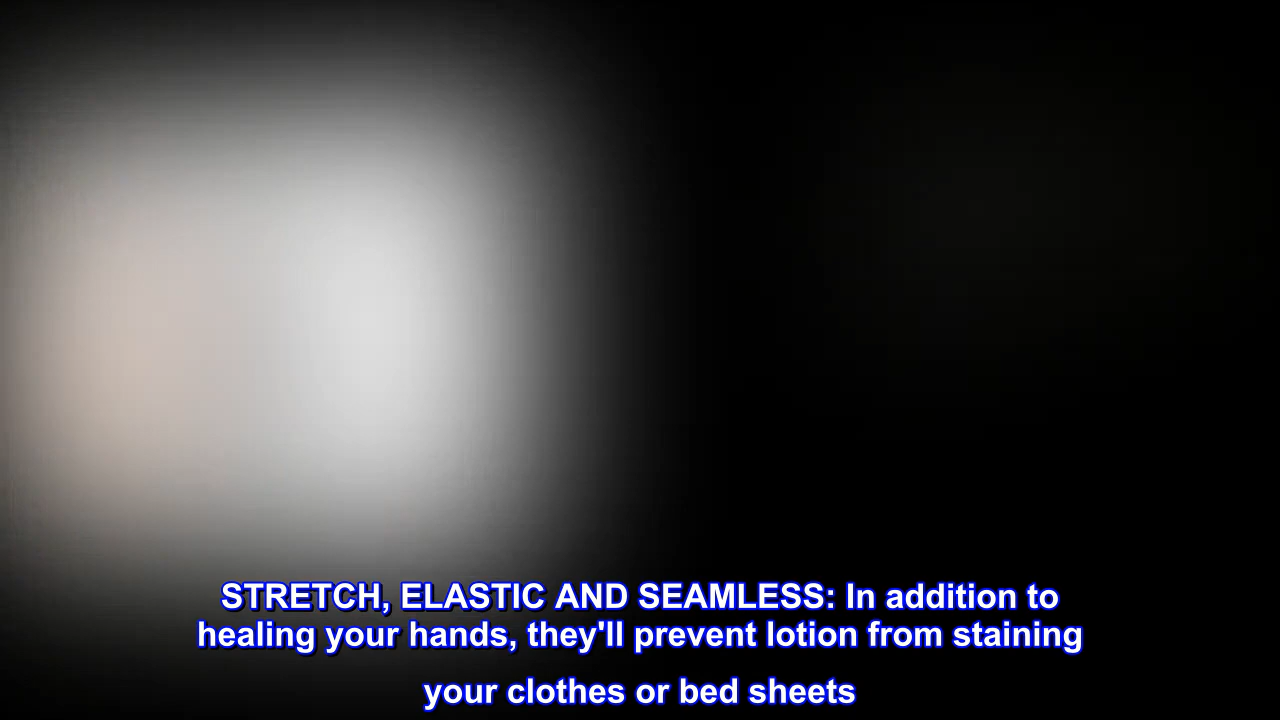 STRETCH, ELASTIC AND SEAMLESS: In addition to
healing your hands, they'll prevent lotion from staining
your clothes or bed sheets